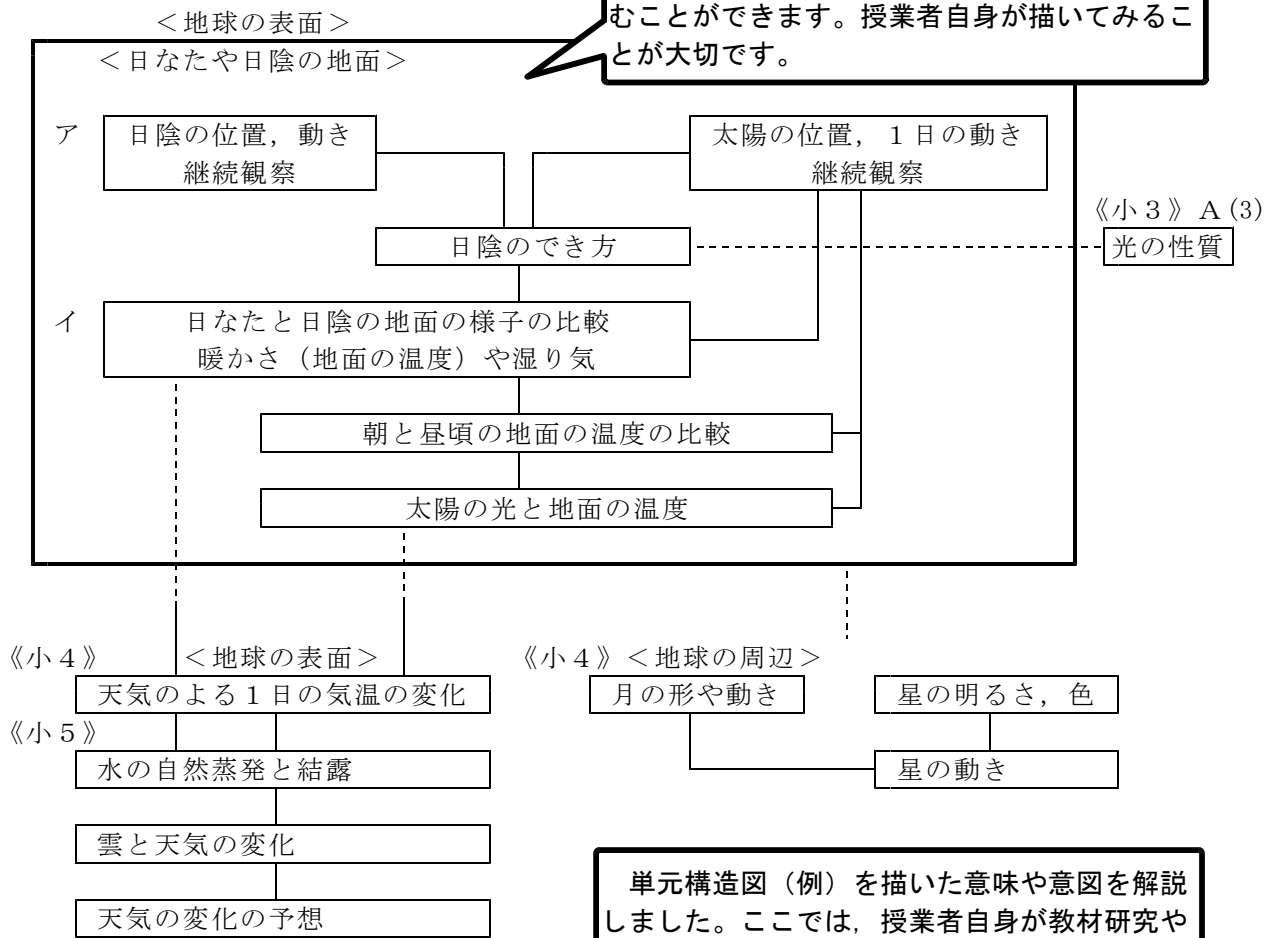 むことができます。授業者自身が描いてみるこ
とが大切です。
＜地球の表面＞
＜日なたや日陰の地面＞
ア
日陰の位置，動き
継続観察
太陽の位置，１日の動き
継続観察
《小３》Ａ(3)
光の性質
日陰のでき方
イ
日なたと日陰の地面の様子の比較
暖かさ（地面の温度）や湿り気
朝と昼頃の地面の温度の比較
太陽の光と地面の温度
《小４》 ＜地球の表面＞
天気のよる１日の気温の変化
《小５》
水の自然蒸発と結露
雲と天気の変化
天気の変化の予想
《小４》＜地球の周辺＞
月の形や動き
星の明るさ，色
星の動き
単元構造図（例）を描いた意味や意図を解説
しました。ここでは，授業者自身が教材研究や